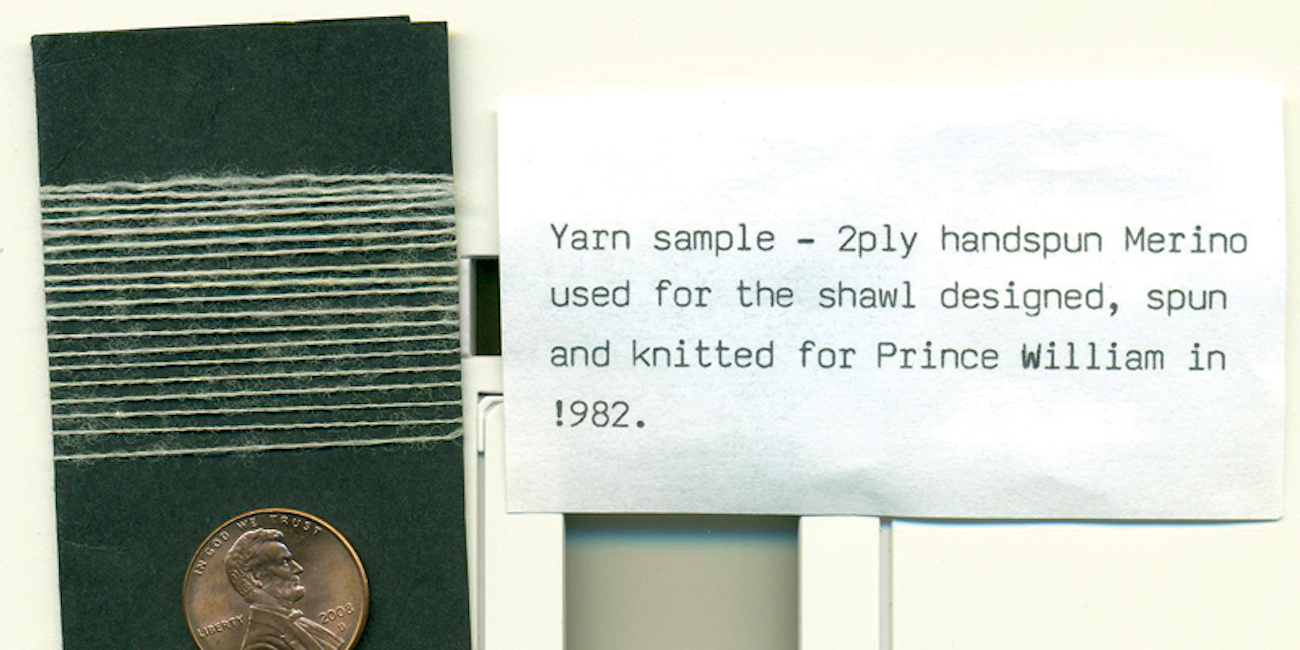 Yarn sample - 2ply handspun Merino
used for the shawl designed, spun
and knitted for Prince William in
!982.
IN GOD WE TRUST
LIBERTY
2008
D